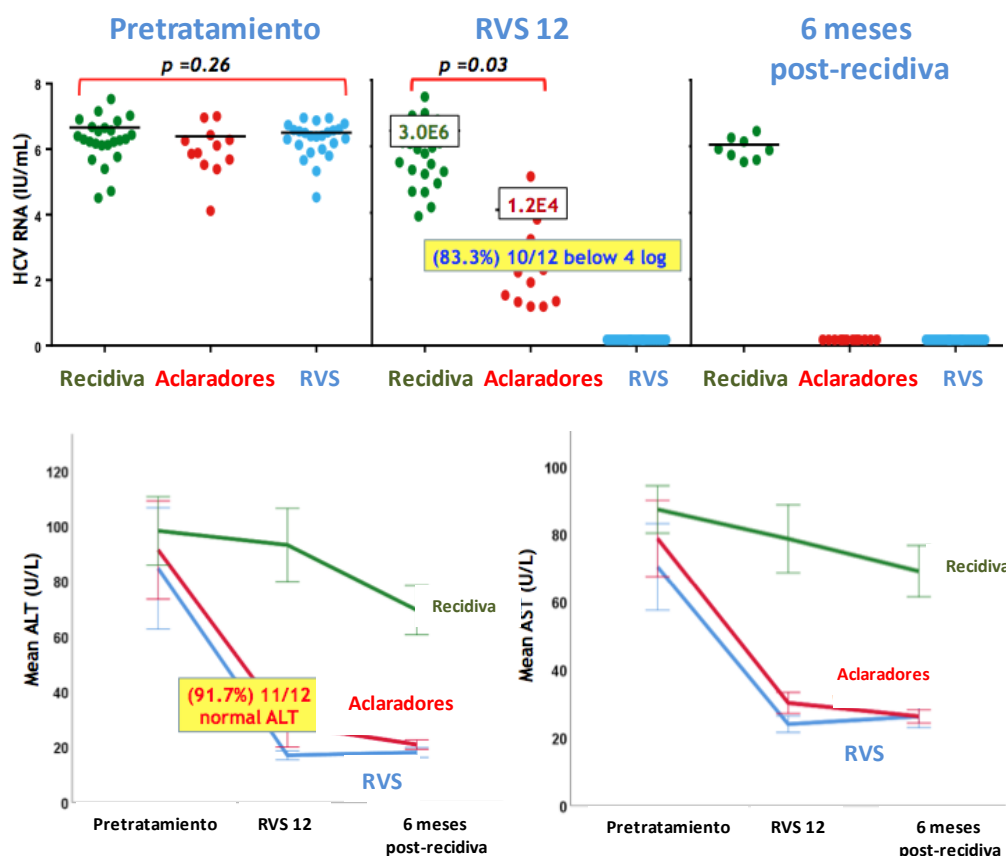 Pretratamiento
RVS 12
6 meses
post-recidiva
p =0.26
p =0.03
HCV RNA (IU/mL)
8
6
4
2
0
3.0E6
1.2E4
(83.3%) 10/12 below 4 log
Recidiva Aclaradores RVS
Recidiva Aclaradores RVS
Recidiva Aclaradores RVS
Mean ALT (U/L)
120
100
80
60
40
20
0
Recidiva
(91.7%) 11/12
normal ALT
Aclaradores
RVS
Pretratamiento
RVS 12
6 meses
post-recidiva
Mean AST (U/L)
100
80
60
40
20
0
Recidiva
Aclaradores
RVS
Pretratamiento
RVS 12
6 meses
post-recidiva